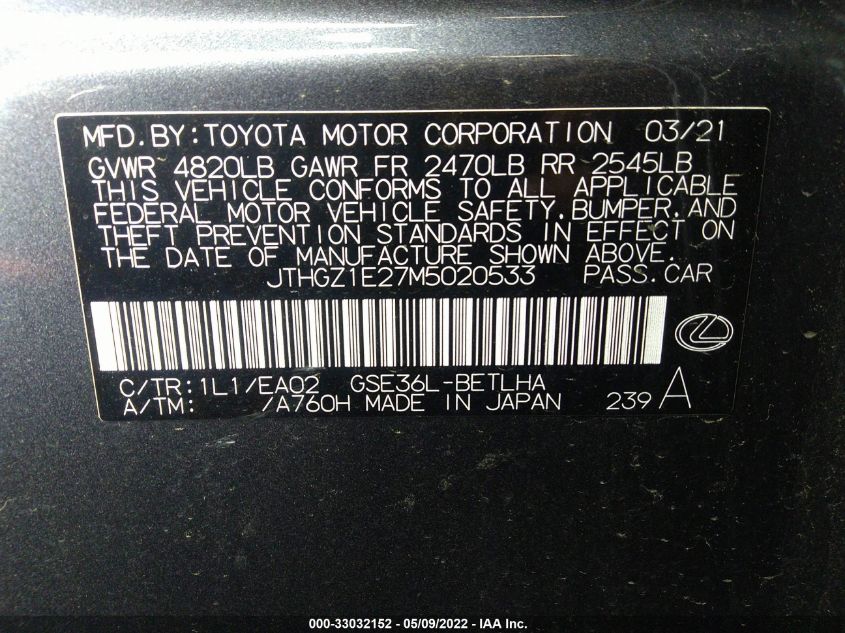 MFD.BY:TOYOTA MOTOR CORPORATION 03/21
GVWR 4820LB GAWR FR 2470LB RR 2545LB
THIS VEHICLE CONFORMS TO ALL APPLICABLE
FEDERAL MOTOR VEHICLE SAFETY.BUMPER.AND
THEFT PREVENTION STANDARDS IN EFFECT ON
THE DATE OF MANUFACTURE SHOWN ABOVE.
JTHGZ1E27M5020533 PASS.CAR
C/TR:1L1/EA02 GSE36L-BETLHA
A/TM: /A760H MADE IN JAPAN 239 A
000-33032152 - 05/09/2022 - IAA Inc.